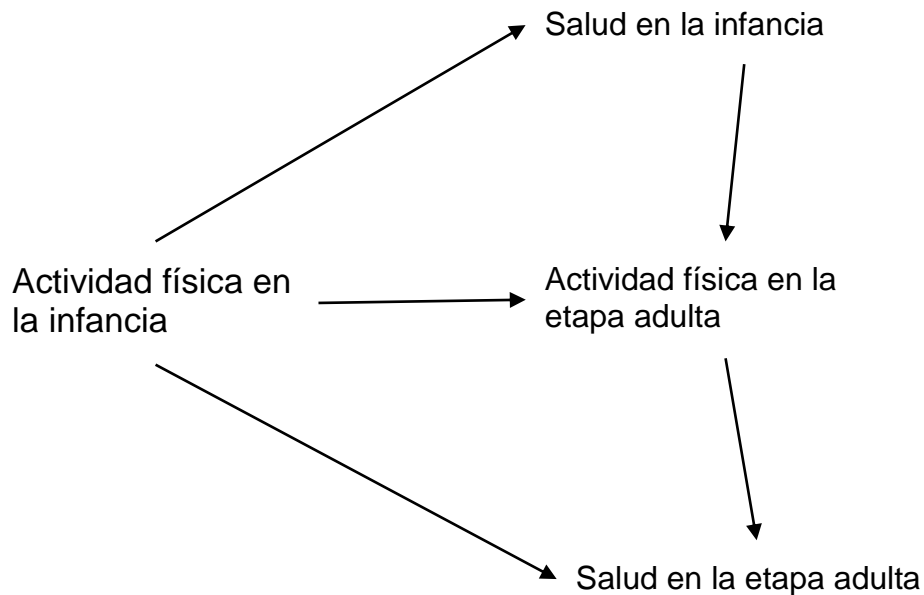 Salud en la infancia
Actividad física en
la infancia
Actividad física en la
etapa adulta
Salud en la etapa adulta